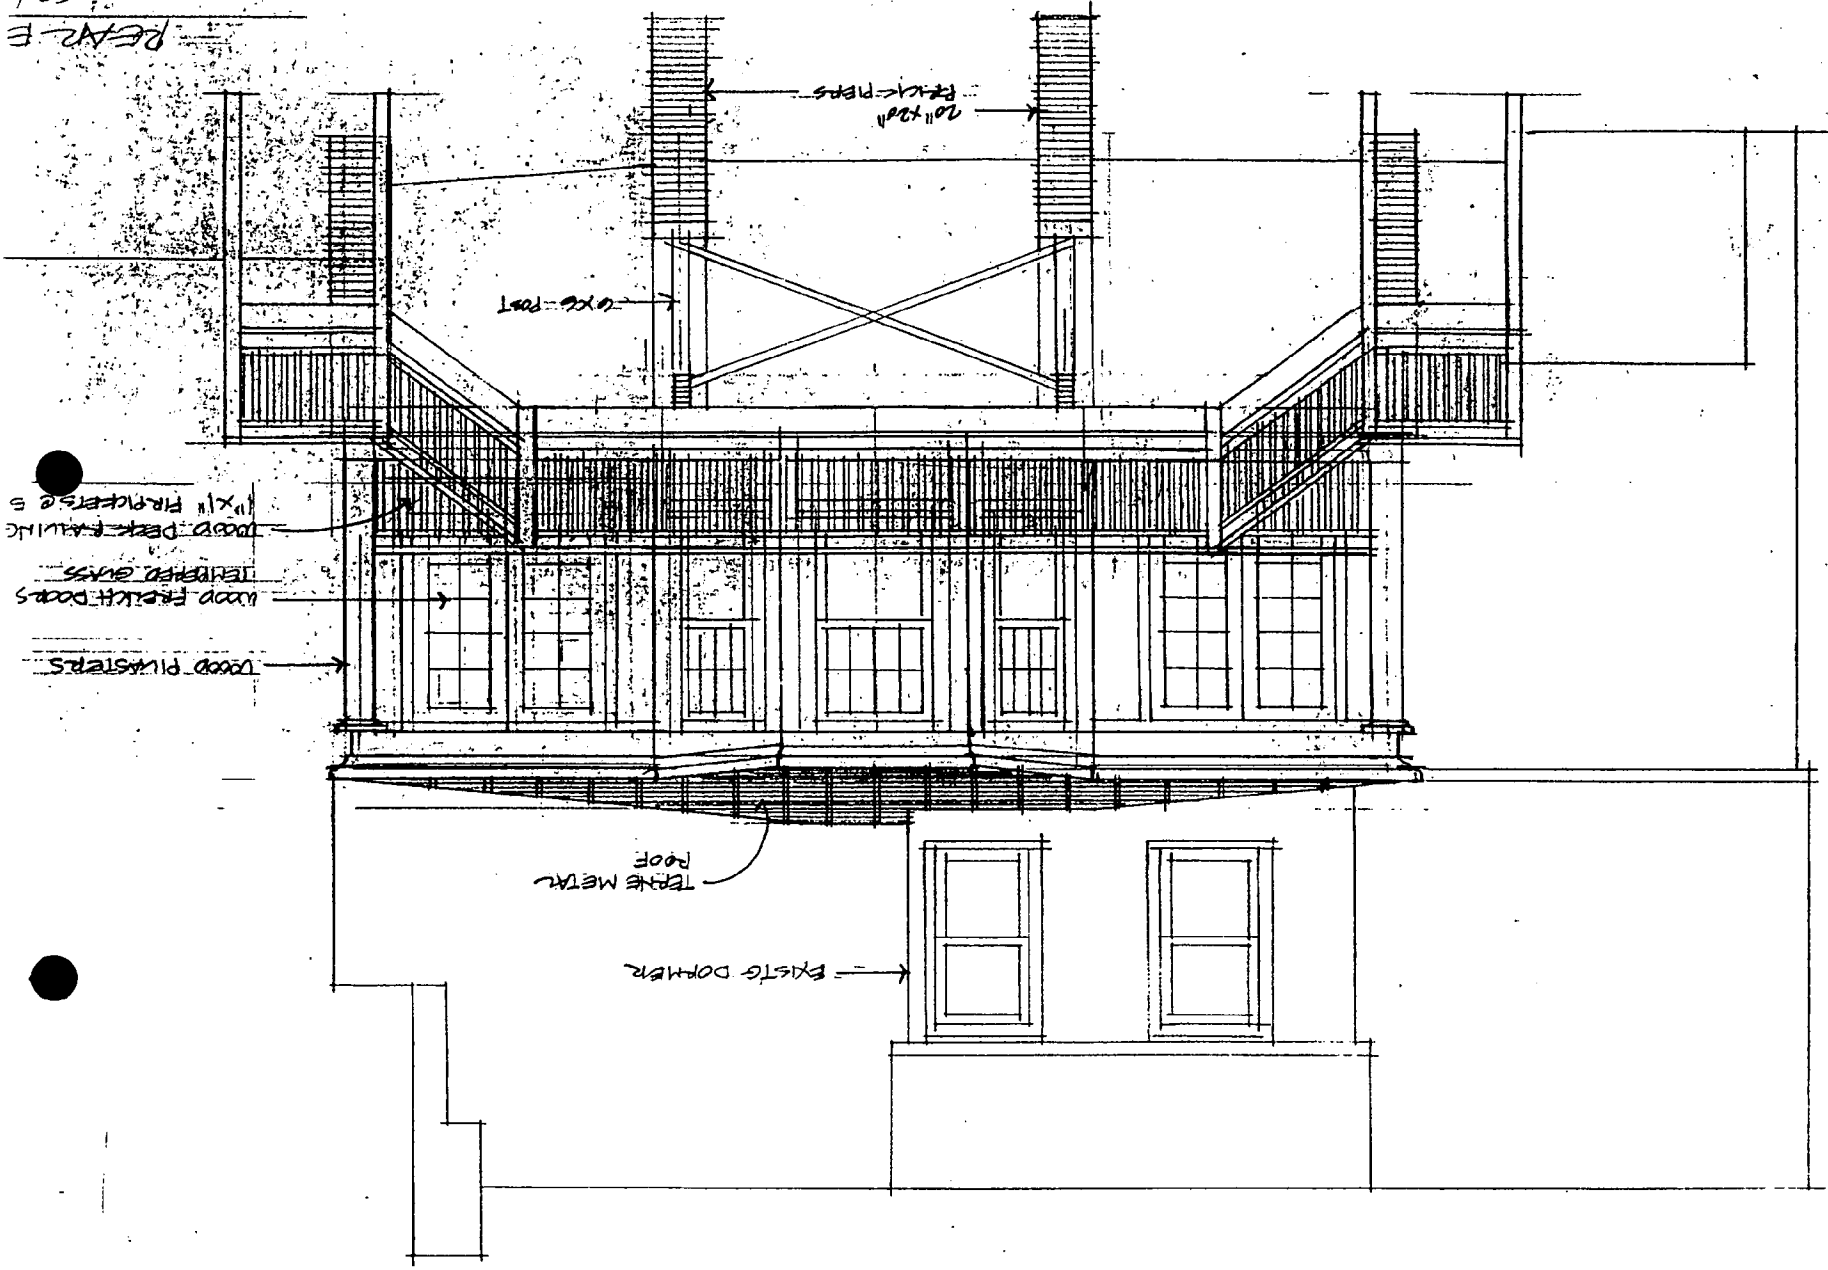 EXIST'G DORMER
TERNE METAL
ROOF
WOOD PILASTERS
WOOD FRENCH DOORS
TEMPERED GLASS
WOOD DECK RAILING
1"x1" FIR PICKETS @ 5
6x6 POST
20"x20"
BRICK PIERS
REAR E